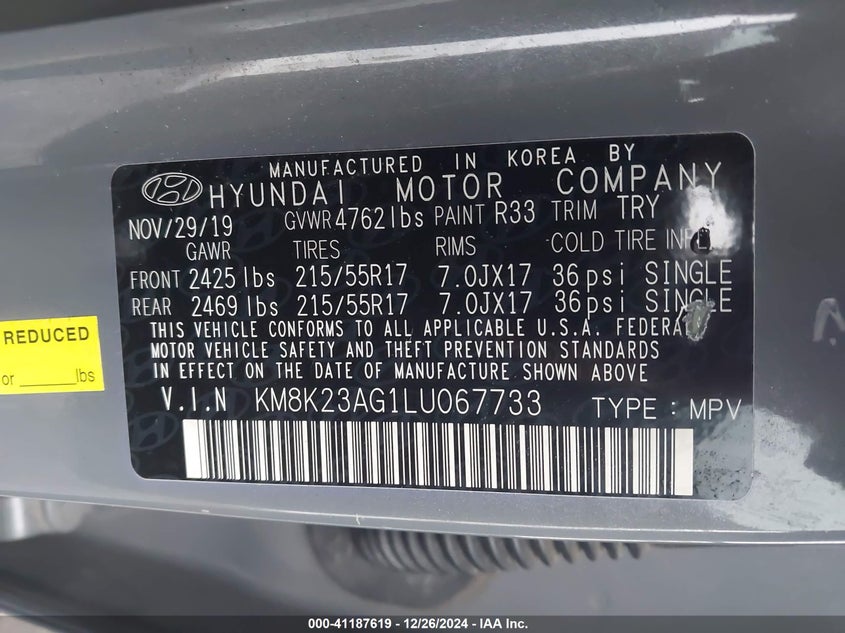 MANUFACTURED IN KOREA BY
HYUNDAI MOTOR COMPANY
NOV/29/19 GVWR 4762 lbs PAINT R33 TRIM TRY
GAWR TIRES RIMS COLD TIRE INFL
FRONT 2425 lbs 215/55R17 7.0JX17 36 psi SINGLE
REAR 2469 lbs 215/55R17 7.0JX17 36 psi SINGLE
THIS VEHICLE CONFORMS TO ALL APPLICABLE U.S.A. FEDERAL
MOTOR VEHICLE SAFETY AND THEFT PREVENTION STANDARDS
IN EFFECT ON THE DATE OF MANUFACTURE SHOWN ABOVE
V.I.N KM8K23AG1LU067733 TYPE : MPV
REDUCED
or ______lbs
000-41187619 - 12/26/2024 - IAA Inc.